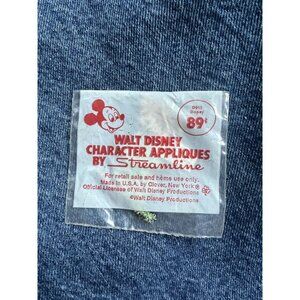 Dopey
89¢
WALT DISNEY
CHARACTER APPLIQUES
BY Streamline
For retail sale and home use only.
Made in U.S.A. by Clover, New York®
Official Licensee of Walt Disney Productions
©Walt Disney Productions